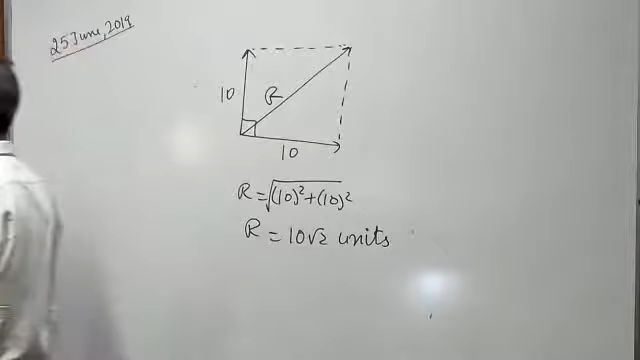 25 June, 2019
10
R
10
R = √(10)² + (10)²
R = 10√2 units